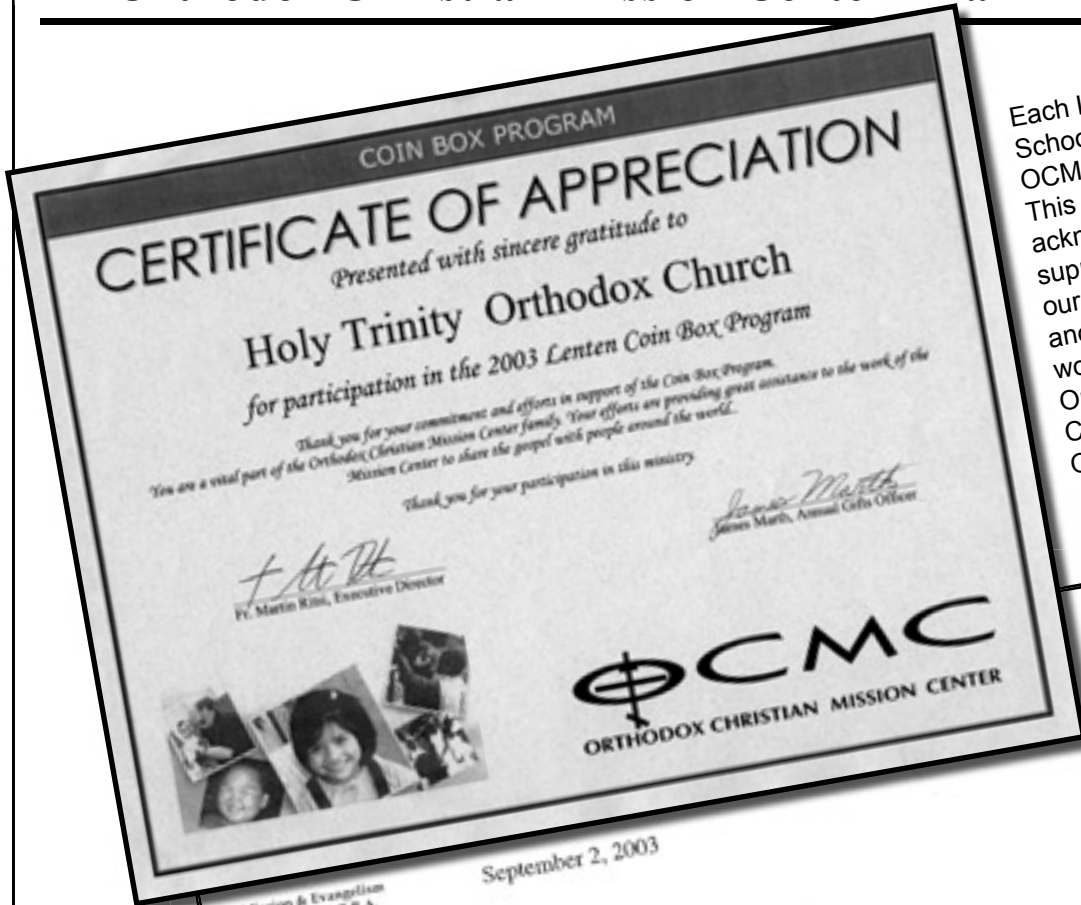 COIN BOX PROGRAM
CERTIFICATE OF APPRECIATION
Presented with sincere gratitude to
Holy Trinity Orthodox Church
for participation in the 2003 Lenten Coin Box Program
Thank you for your commitment and efforts in support of the Coin Box Program.
You are a vital part of the Orthodox Christian Mission Center family. Your efforts are providing great assistance to the work of the
Mission Center to share the gospel with people around the world.
Thank you for your participation in this ministry.
Fr. Martin Ritsi, Executive Director
James Marth
James Marth, Annual Gifts Officer
OCMC
ORTHODOX CHRISTIAN MISSION CENTER
Each
Schoo
OCM
This
ackn
supp
our
and
wo
September 2, 2003
& Evangelism